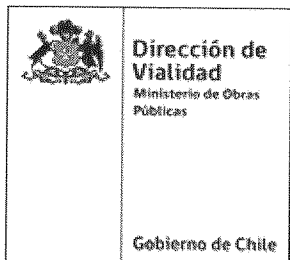 Dirección de
Vialidad
Ministerio de Obras
Públicas
Gobierno de Chile